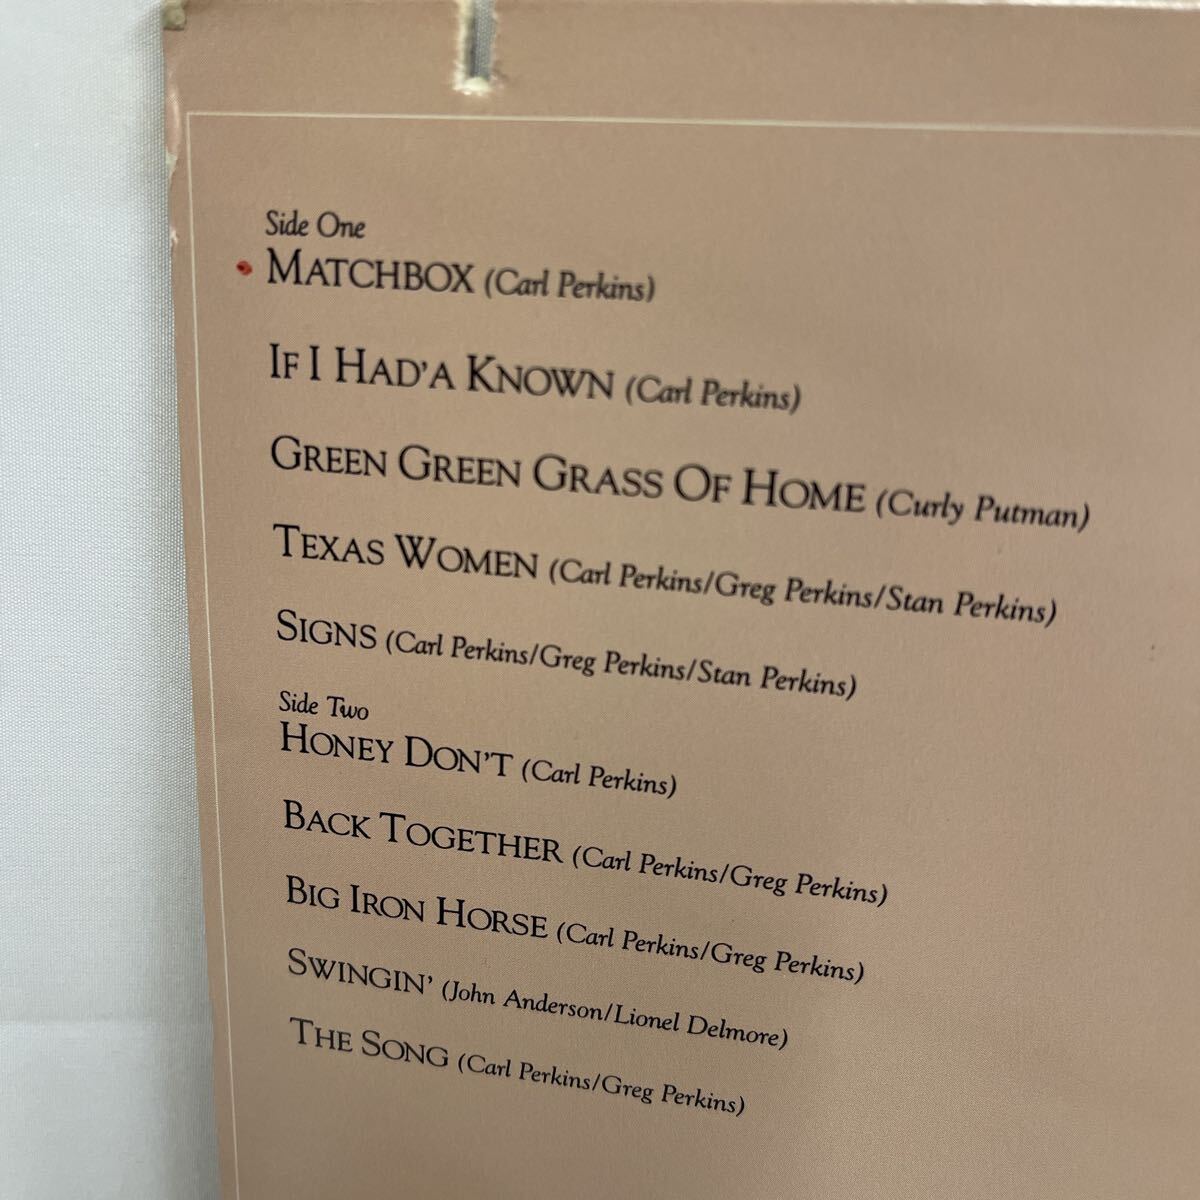 Side One
MATCHBOX (Carl Perkins)
IF I HAD'A KNOWN (Carl Perkins)
GREEN GREEN GRASS OF HOME (Curly Putman)
TEXAS WOMEN (Carl Perkins/Greg Perkins/Stan Perkins)
SIGNS (Carl Perkins/Greg Perkins/Stan Perkins)
Side Two
HONEY DON'T (Carl Perkins)
BACK TOGETHER (Carl Perkins/Greg Perkins)
BIG IRON HORSE (Carl Perkins/Greg Perkins)
SWINGIN' (John Anderson/Lionel Delmore)
THE SONG (Carl Perkins/Greg Perkins)